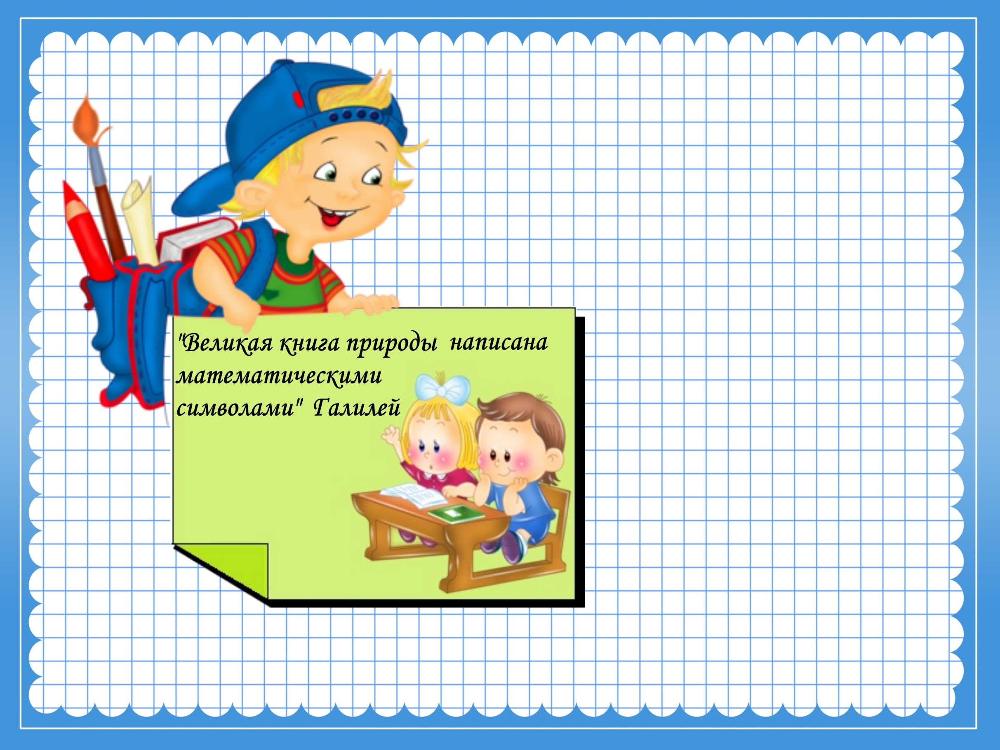 "Великая книга природы написана
математическими
символами" Галилей